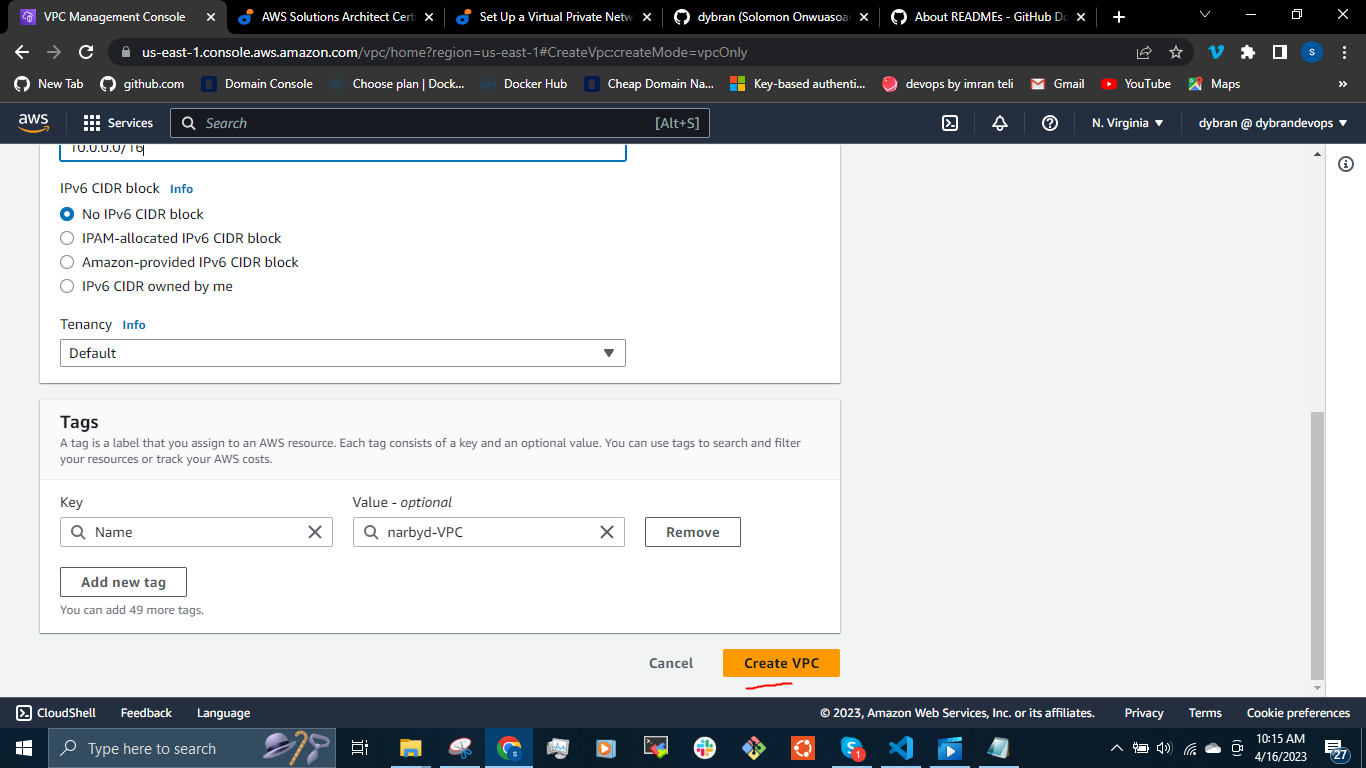 VPC Management Console
AWS Solutions Architect Certi
Set Up a Virtual Private Netw
dybran (Solomon Onwuasoan
About READMEs - GitHub Do
us-east-1.console.aws.amazon.com/vpc/home?region=us-east-1#CreateVpc:createMode=vpcOnly
S
New Tab
github.com
Domain Console
Choose plan | Dock...
Docker Hub
Cheap Domain Na...
Key-based authenti...
devops by imran teli
Gmail
YouTube
Maps
»
aws
Services
Search
[Alt+S]
N. Virginia
dybran @ dybrandevops
10.0.0.0/16
IPv6 CIDR block Info
No IPv6 CIDR block
IPAM-allocated IPv6 CIDR block
Amazon-provided IPv6 CIDR block
IPv6 CIDR owned by me
Tenancy Info
Default
Tags
A tag is a label that you assign to an AWS resource. Each tag consists of a key and an optional value. You can use tags to search and filter
your resources or track your AWS costs.
Key
Value - optional
Name
narbyd-VPC
Remove
Add new tag
You can add 49 more tags.
Cancel
Create VPC
CloudShell
Feedback
Language
© 2023, Amazon Web Services, Inc. or its affiliates.
Privacy
Terms
Cookie preferences
Type here to search
1
10:15 AM
4/16/2023
27